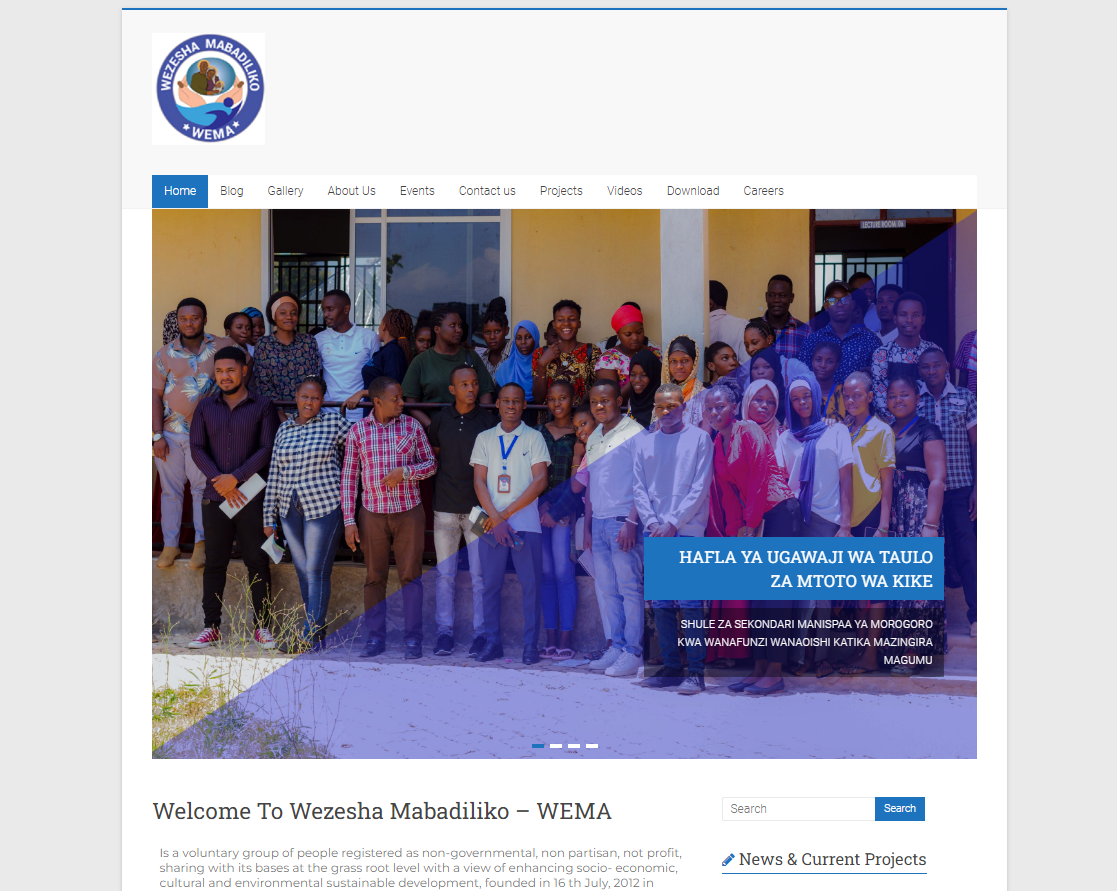 WEZESHA MABADILIKO
WEMA
Home Blog Gallery About Us Events Contact us Projects Videos Download Careers
LECTURE ROOM 06
HAFLA YA UGAWAJI WA TAULO
ZA MTOTO WA KIKE
SHULE ZA SEKONDARI MANISPAA YA MOROGORO
KWA WANAFUNZI WANAOISHI KATIKA MAZINGIRA
MAGUMU
Welcome To Wezesha Mabadiliko – WEMA
Search Search
Is a voluntary group of people registered as non-governmental, non partisan, not profit,
sharing with its bases at the grass root level with a view of enhancing socio- economic,
cultural and environmental sustainable development, founded in 16 th July, 2012 in
News & Current Projects